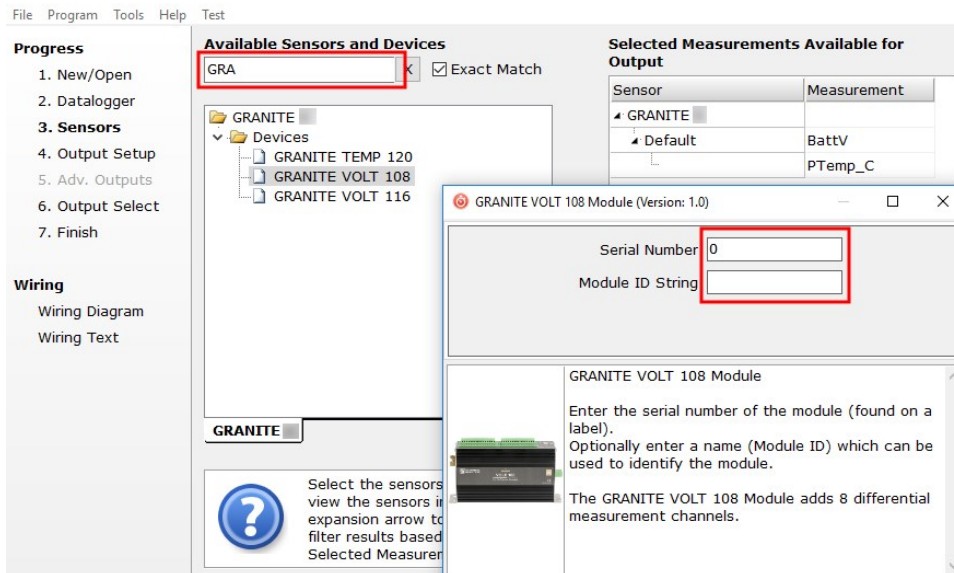 File Program Tools Help Test
Progress
1. New/Open
2. Datalogger
3. Sensors
4. Output Setup
5. Adv. Outputs
6. Output Select
7. Finish
Wiring
Wiring Diagram
Wiring Text
Available Sensors and Devices
GRA
X
Exact Match
GRANITE
Devices
GRANITE TEMP 120
GRANITE VOLT 108
GRANITE VOLT 116
GRANITE
Select the sensors
view the sensors
expansion arrow to
filter results based
Selected Measurem
Selected Measurements Available for
Output
Sensor Measurement
GRANITE
Default BattV
PTemp_C
GRANITE VOLT 108 Module (Version: 1.0)
Serial Number 0
Module ID String
GRANITE VOLT 108 Module
Enter the serial number of the module (found on a
label).
Optionally enter a name (Module ID) which can be
used to identify the module.
The GRANITE VOLT 108 Module adds 8 differential
measurement channels.